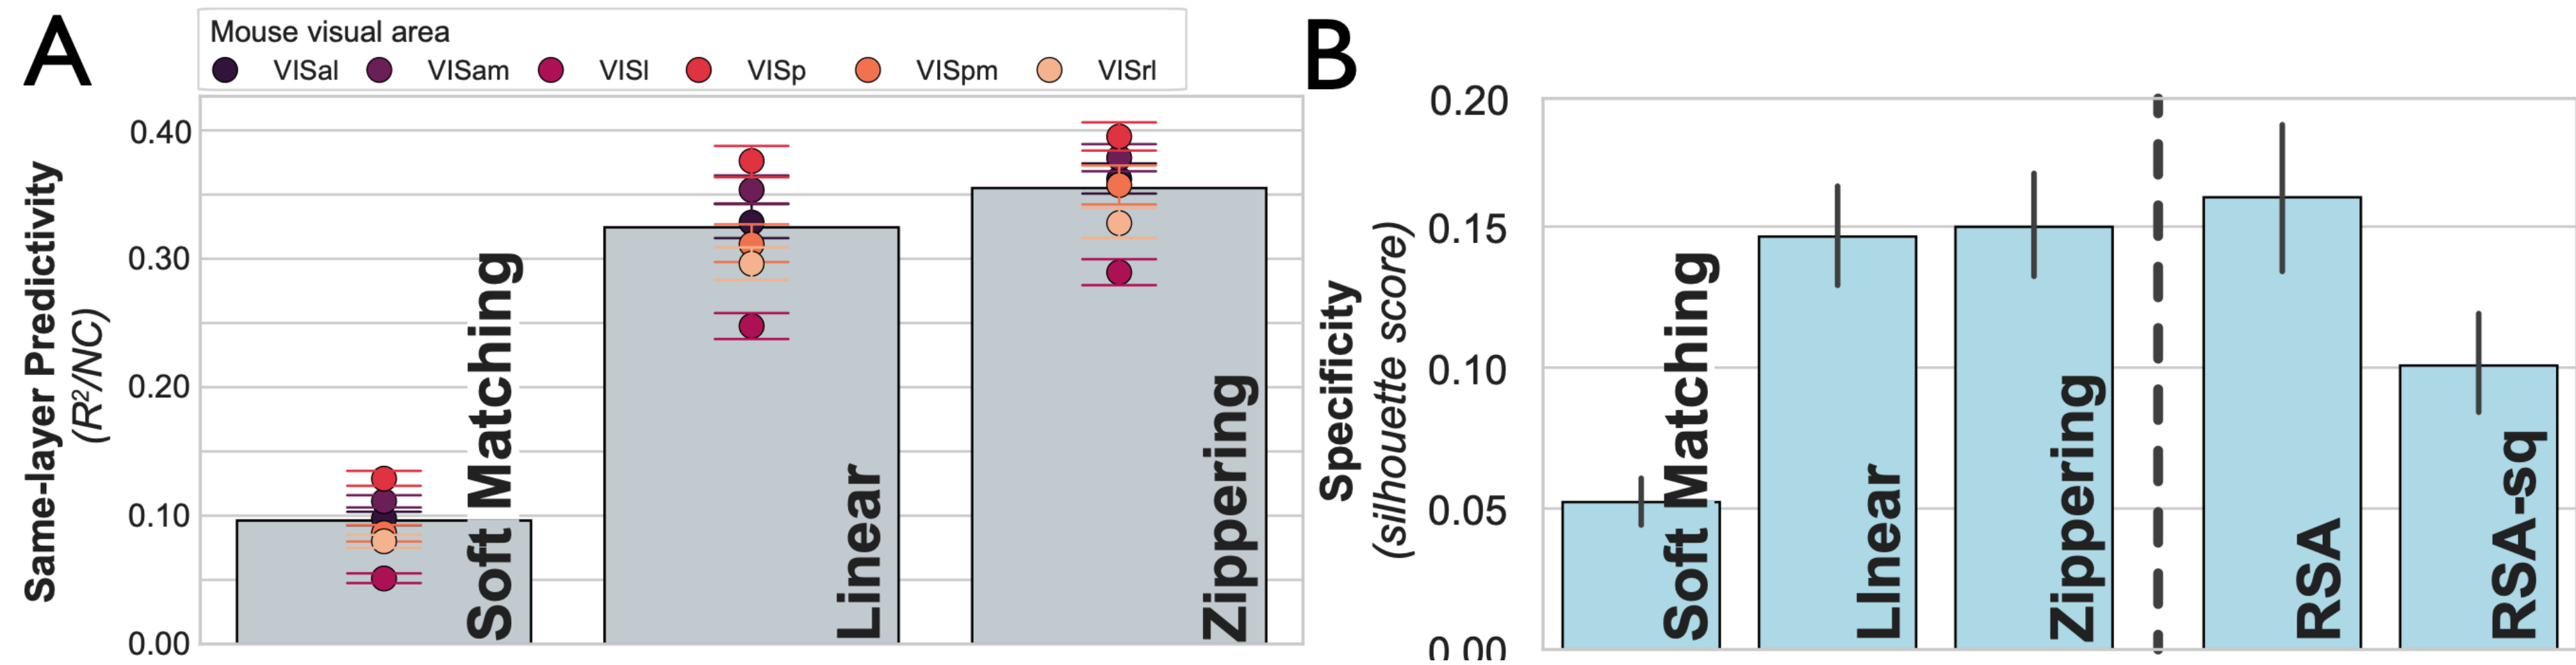 A
Mouse visual area
VISal VISam VISl VISp VISpm VISrl
Same-layer Predictivity
(R²/NC)
0.40
0.30
0.20
0.10
0.00
Soft Matching
Linear
Zippering
B
Specificity
(silhouette score)
0.20
0.15
0.10
0.05
0.00
Soft Matching
LInear
Zippering
RSA
RSA-sq